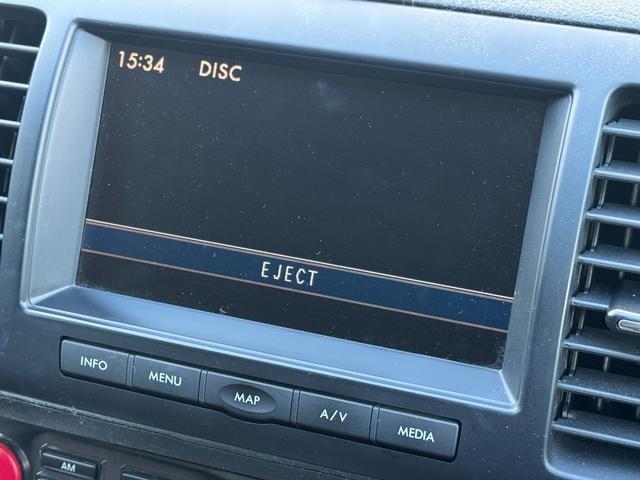 15:34 DISC
EJECT
INFO MENU MAP A/V MEDIA
AM